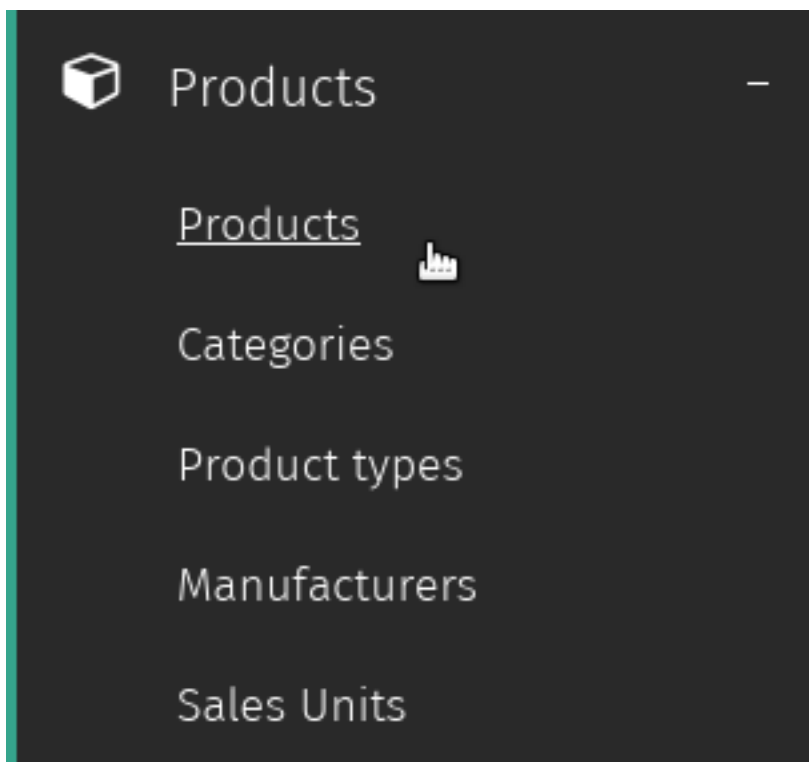 Products
Products
Categories
Product types
Manufacturers
Sales Units